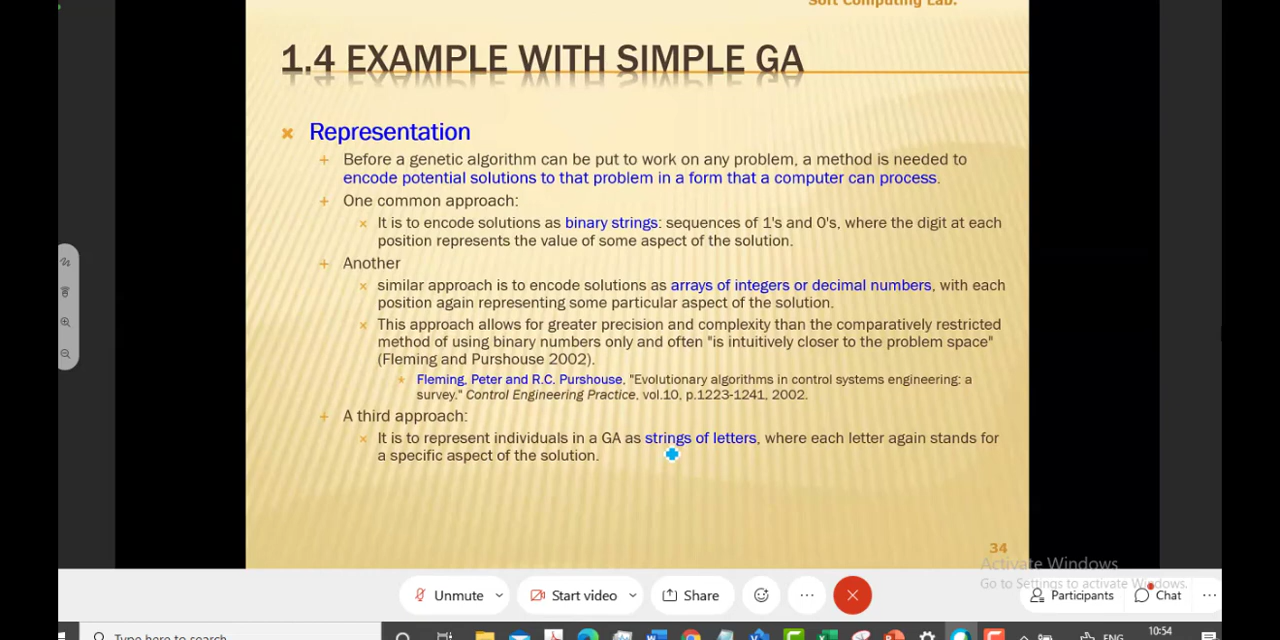 Soft Computing Lab.
1.4 EXAMPLE WITH SIMPLE GA
Representation
Before a genetic algorithm can be put to work on any problem, a method is needed to
encode potential solutions to that problem in a form that a computer can process.
One common approach:
It is to encode solutions as binary strings: sequences of 1's and 0's, where the digit at each
position represents the value of some aspect of the solution.
Another
similar approach is to encode solutions as arrays of integers or decimal numbers, with each
position again representing some particular aspect of the solution.
This approach allows for greater precision and complexity than the comparatively restricted
method of using binary numbers only and often "is intuitively closer to the problem space"
(Fleming and Purshouse 2002).
Fleming, Peter and R.C. Purshouse, "Evolutionary algorithms in control systems engineering: a
survey." Control Engineering Practice, vol.10, p.1223-1241, 2002.
A third approach:
It is to represent individuals in a GA as strings of letters, where each letter again stands for
a specific aspect of the solution.
34
Activate Windows
Go to Settings to activate Windows.
Unmute
Start video
Share
Participants
Chat
Type here to search
ENG
10:54